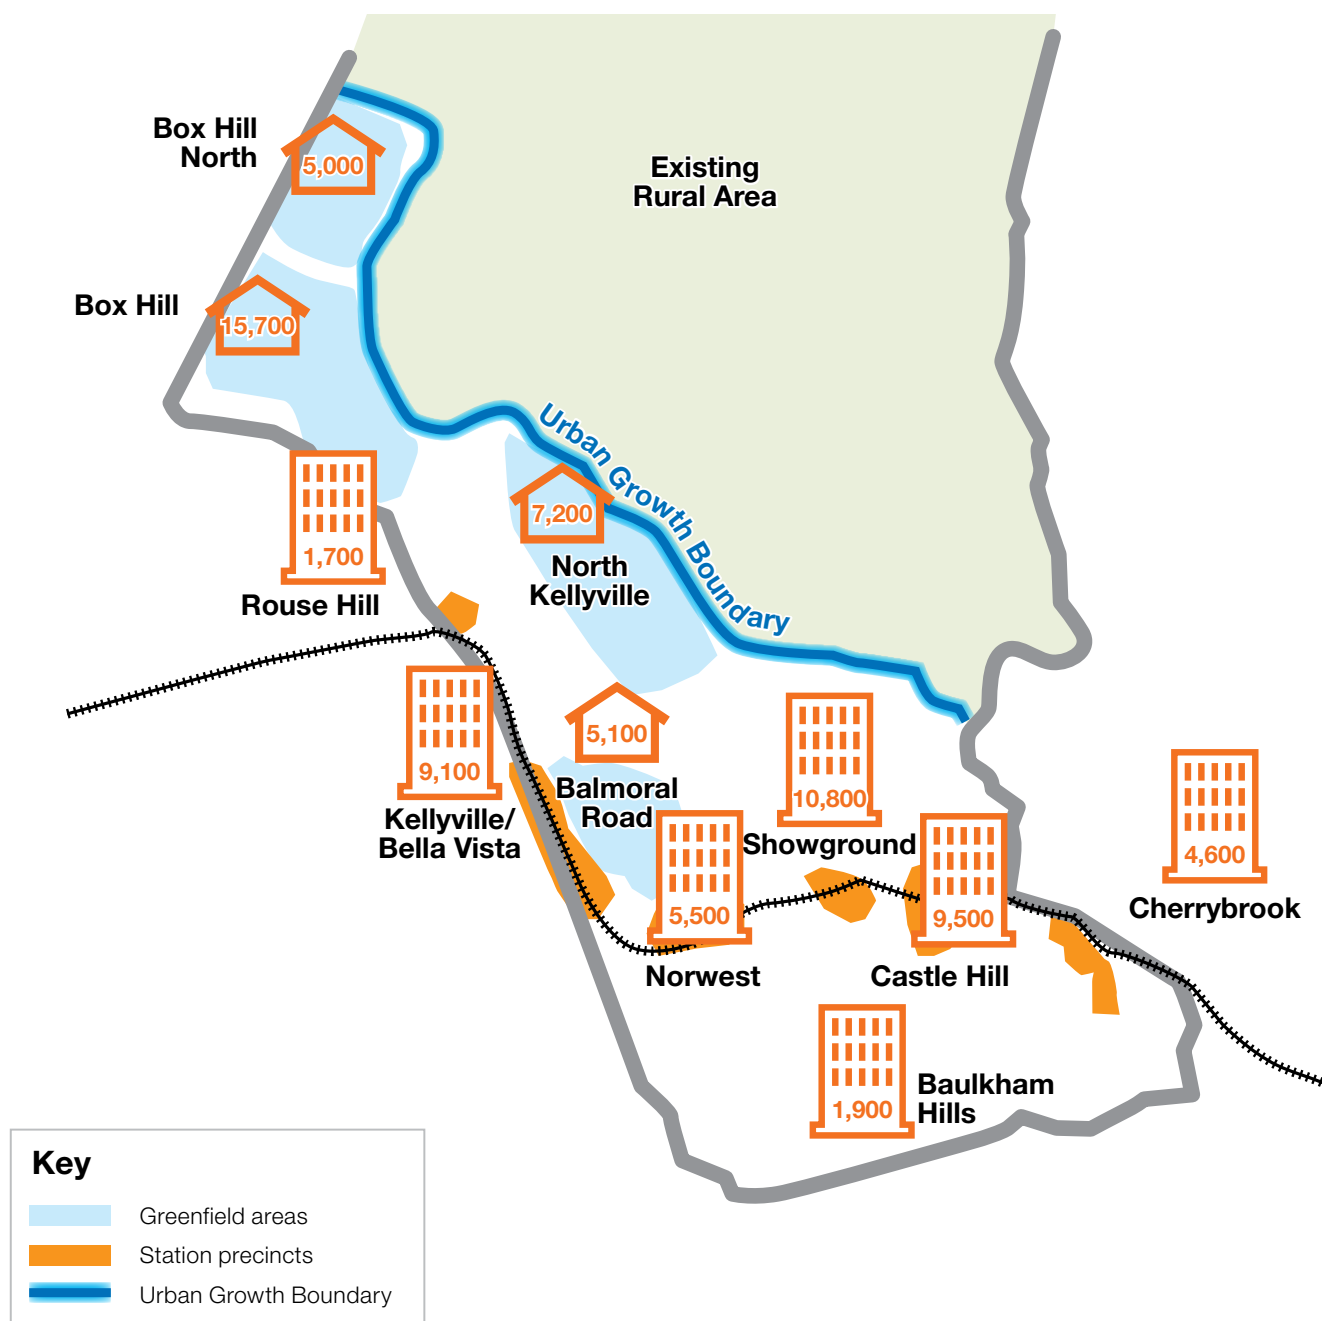 Box Hill
North
5,000
Existing
Rural Area
Box Hill
15,700
Urban Growth Boundary
7,200
North
Kellyville
1,700
Rouse Hill
5,100
Balmoral
Road
9,100
Kellyville/
Bella Vista
10,800
Showground
4,600
Cherrybrook
5,500
Norwest
9,500
Castle Hill
1,900
Baulkham
Hills
Key
Greenfield areas
Station precincts
Urban Growth Boundary